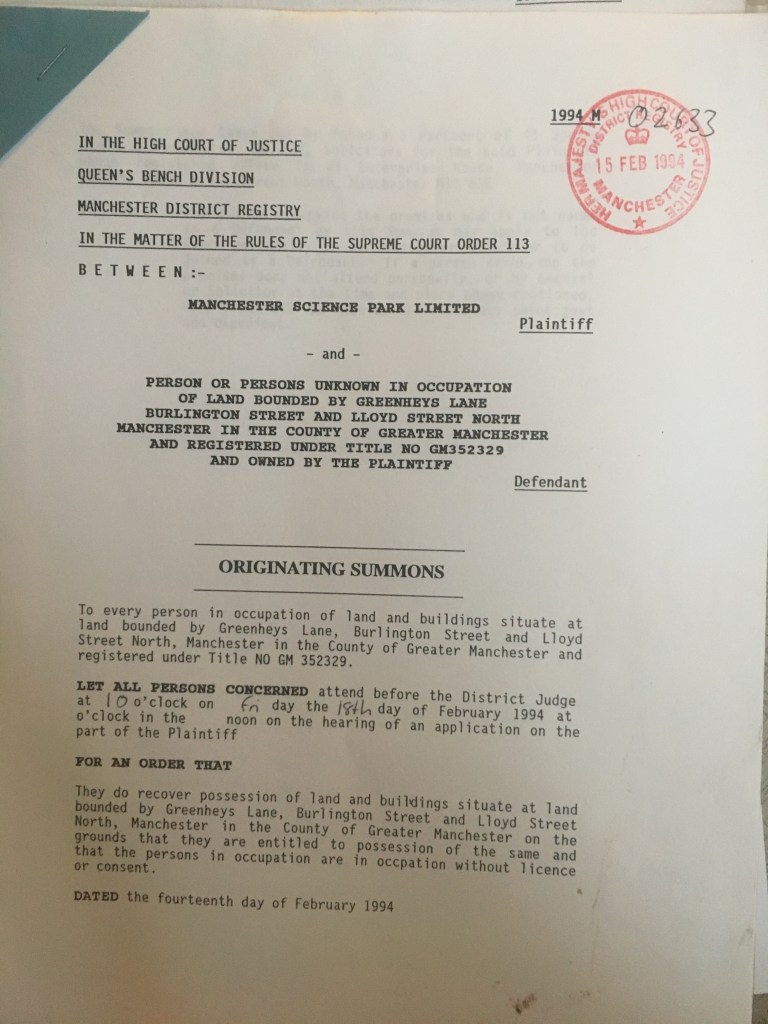 1994 M 02633
HER MAJESTY'S HIGH COURT OF JUSTICE
DISTRICT REGISTRY
15 FEB 1994
MANCHESTER
IN THE HIGH COURT OF JUSTICE
QUEEN'S BENCH DIVISION
MANCHESTER DISTRICT REGISTRY
IN THE MATTER OF THE RULES OF THE SUPREME COURT ORDER 113
B E T W E E N :-
MANCHESTER SCIENCE PARK LIMITED
Plaintiff
- and -
PERSON OR PERSONS UNKNOWN IN OCCUPATION
OF LAND BOUNDED BY GREENHEYS LANE
BURLINGTON STREET AND LLOYD STREET NORTH
MANCHESTER IN THE COUNTY OF GREATER MANCHESTER
AND REGISTERED UNDER TITLE NO GM352329
AND OWNED BY THE PLAINTIFF
Defendant
ORIGINATING SUMMONS
To every person in occupation of land and buildings situate at
land bounded by Greenheys Lane, Burlington Street and Lloyd
Street North, Manchester in the County of Greater Manchester and
registered under Title NO GM 352329.
LET ALL PERSONS CONCERNED attend before the District Judge
at 10 o'clock on Fri day the 18th day of February 1994 at
o'clock in the noon on the hearing of an application on the
part of the Plaintiff
FOR AN ORDER THAT
They do recover possession of land and buildings situate at land
bounded by Greenheys Lane, Burlington Street and Lloyd Street
North, Manchester in the County of Greater Manchester on the
grounds that they are entitled to possession of the same and
that the persons in occupation are in occpation without licence
or consent.
DATED the fourteenth day of February 1994